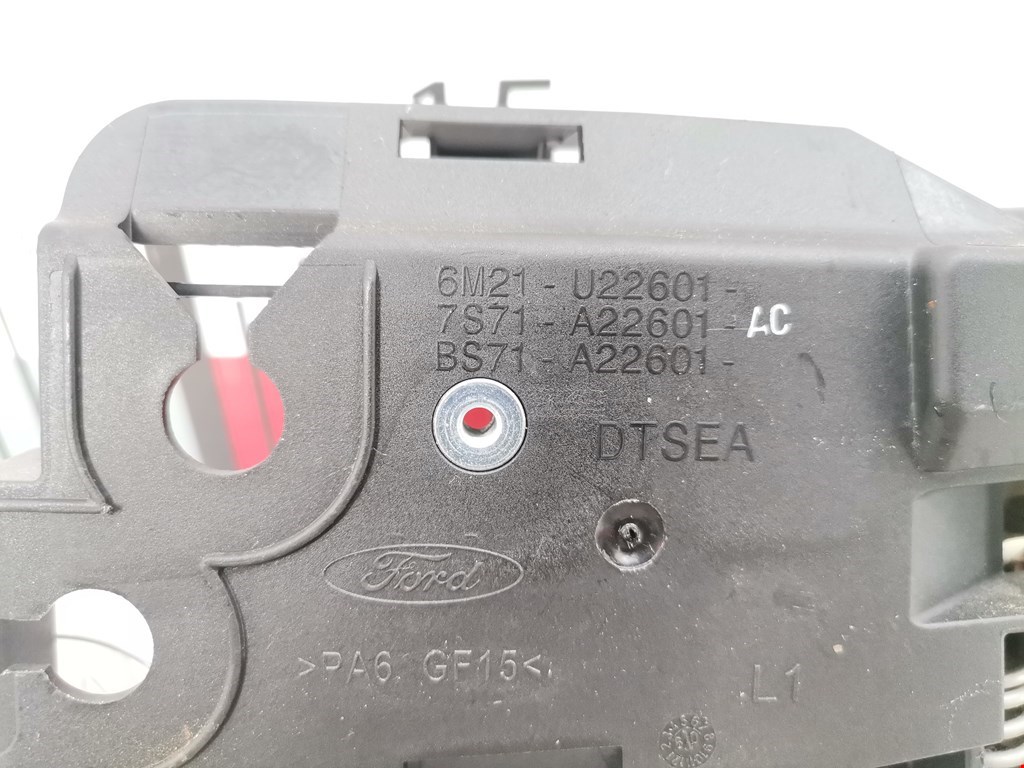 6M21 - U22601 -
7S71 - A22601 - AC
BS71 - A22601 -
DTSEA
Ford
>PA6 GF15<
L1